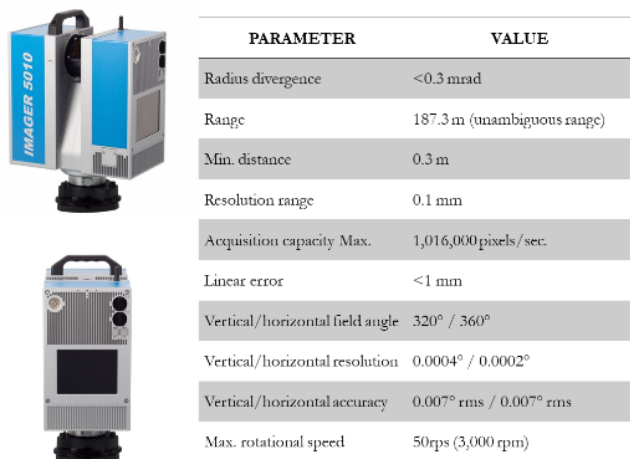 IMAGER 5010
PARAMETER VALUE
Radius divergence <0.3 mrad
Range 187.3 m (unambiguous range)
Min. distance 0.3 m
Resolution range 0.1 mm
Acquisition capacity Max. 1,016,000 pixels/sec.
Linear error <1 mm
Vertical/horizontal field angle 320° / 360°
Vertical/horizontal resolution 0.0004° / 0.0002°
Vertical/horizontal accuracy 0.007° rms / 0.007° rms
Max. rotational speed 50rps (3,000 rpm)